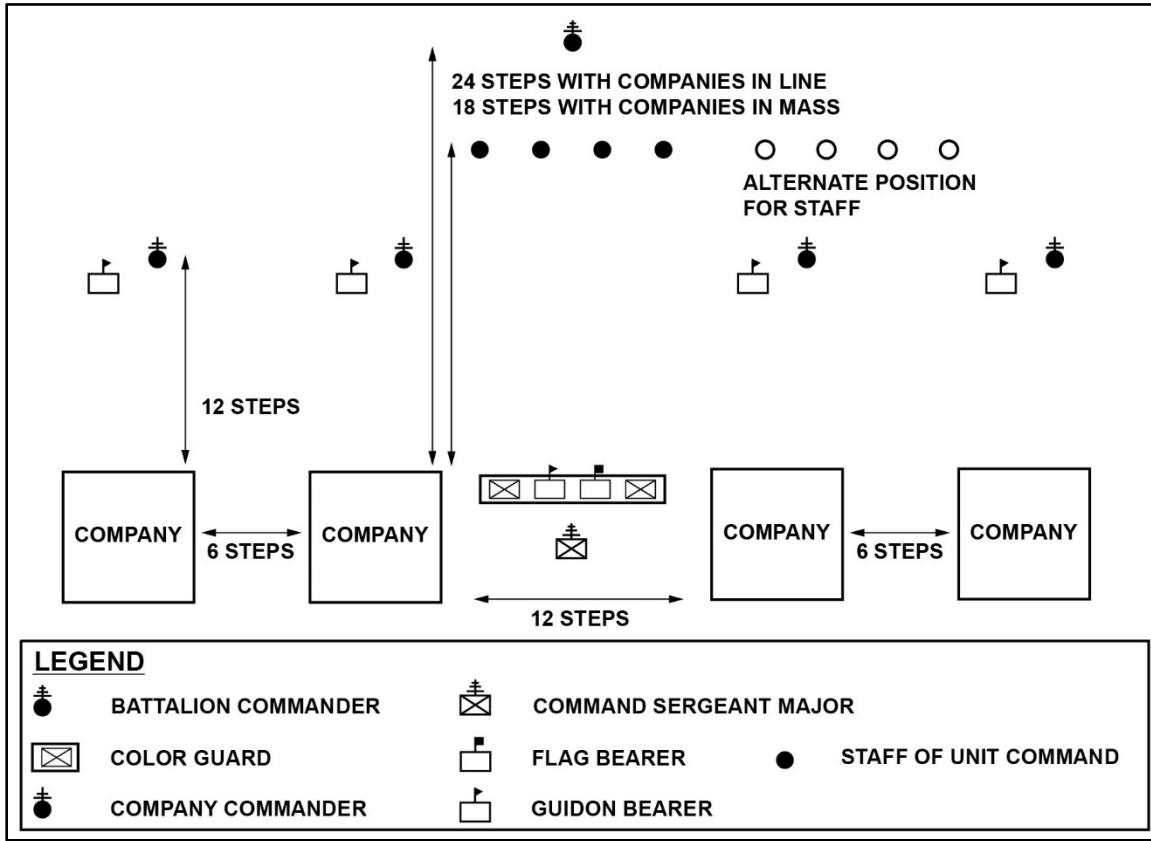 24 STEPS WITH COMPANIES IN LINE
18 STEPS WITH COMPANIES IN MASS
ALTERNATE POSITION
FOR STAFF
12 STEPS
COMPANY
6 STEPS
COMPANY
COMPANY
6 STEPS
COMPANY
12 STEPS
LEGEND
BATTALION COMMANDER
COMMAND SERGEANT MAJOR
COLOR GUARD
FLAG BEARER
STAFF OF UNIT COMMAND
COMPANY COMMANDER
GUIDON BEARER